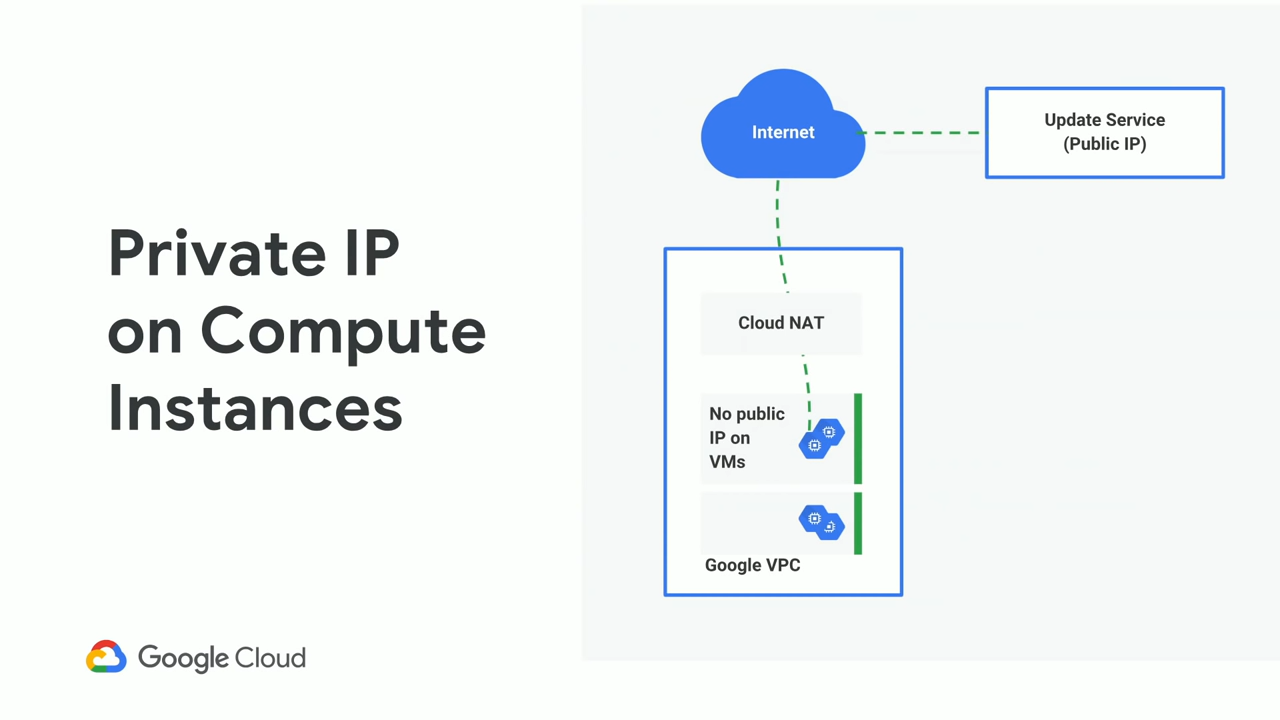 Private IP
on Compute
Instances
Internet
Update Service
(Public IP)
Cloud NAT
No public
IP on
VMs
Google VPC
Google Cloud